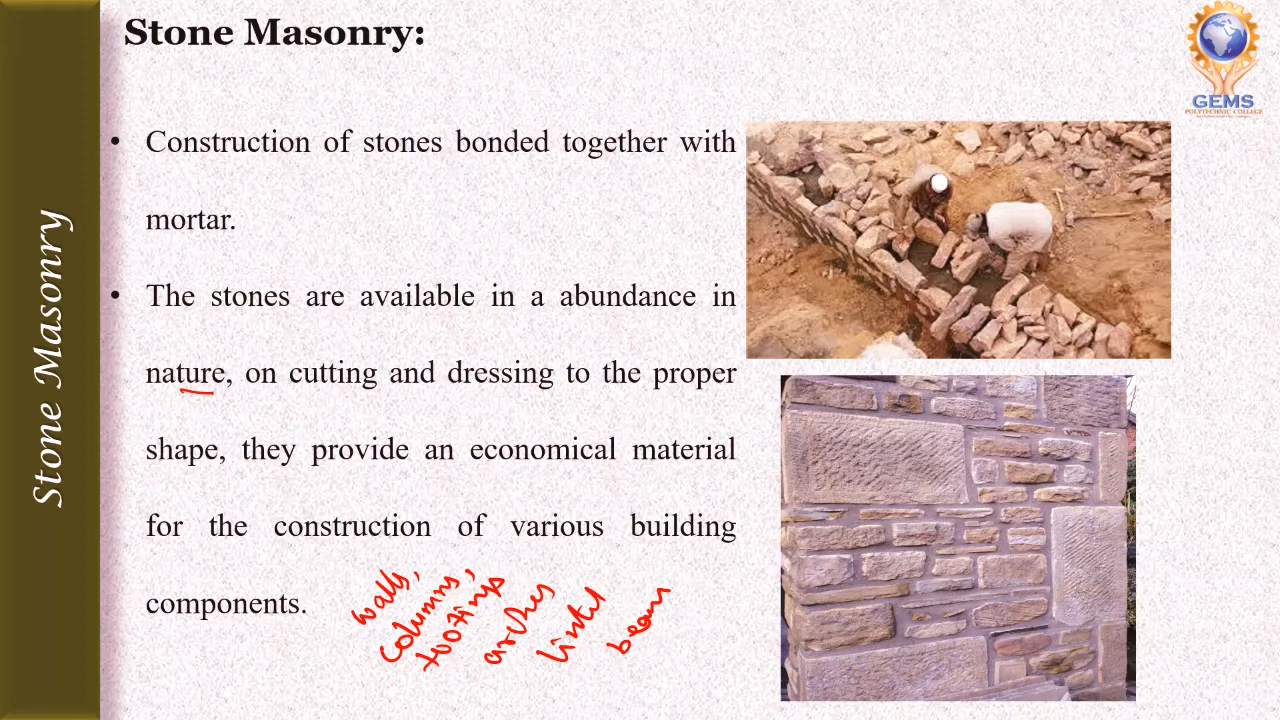 Stone Masonry:
GEMS
POLYTECHNIC COLLEGE
• Construction of stones bonded together with
mortar.
• The stones are available in a abundance in
nature, on cutting and dressing to the proper
shape, they provide an economical material
for the construction of various building
components.
walls,
columns,
footings
arches
lintel
beam
Stone Masonry